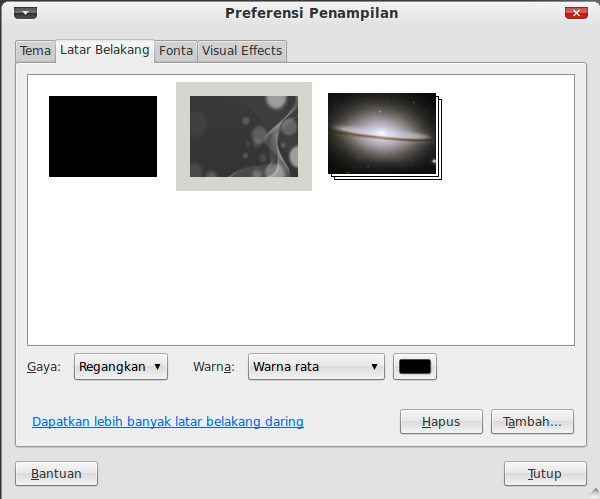 Preferensi Penampilan
Tema Latar Belakang Fonta Visual Effects
Gaya: Regangkan Warna: Warna rata
Dapatkan lebih banyak latar belakang daring Hapus Tambah...
Bantuan Tutup